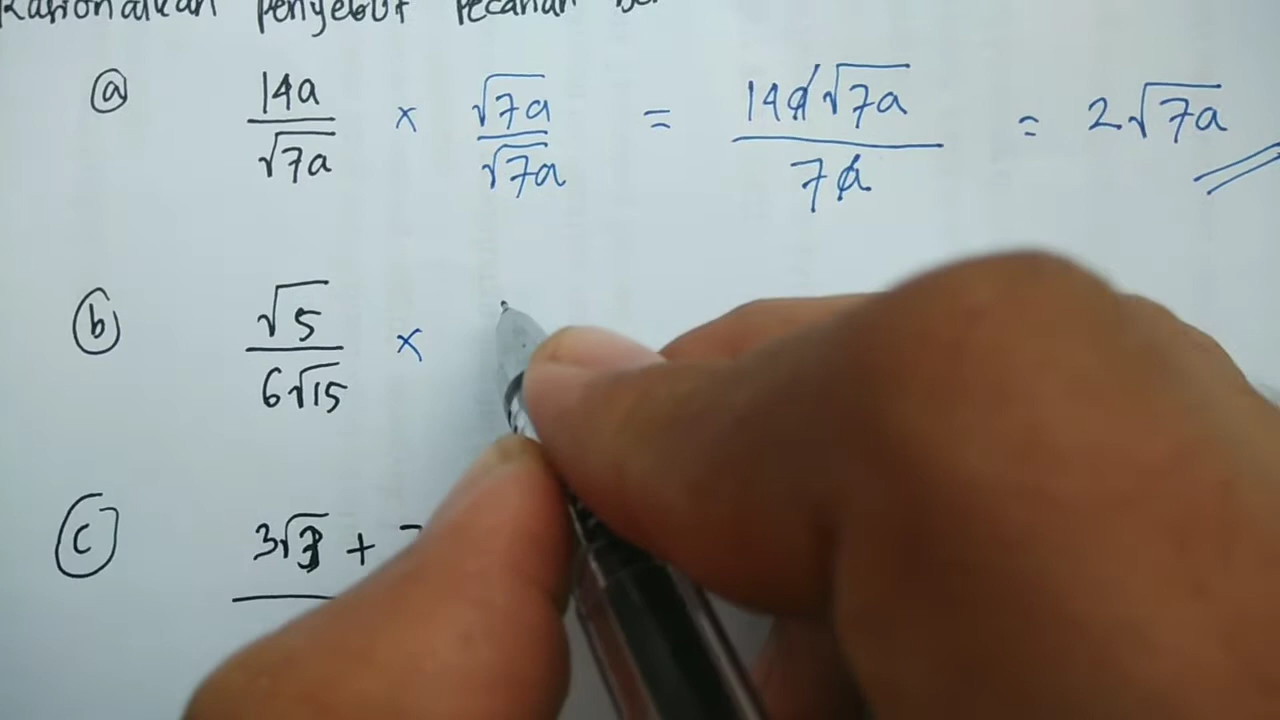 Rasionalkan penyebut pecahan
(a) 14a/√7a × √7a/√7a = 14a√7a/7a = 2√7a
(b) √5/6√15 ×
(c) 3√3 +